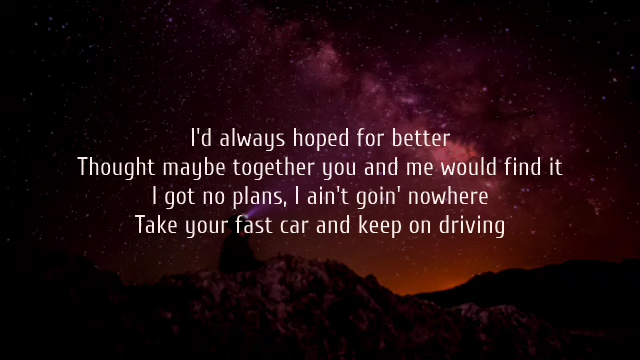 I'd always hoped for better
Thought maybe together you and me would find it
I got no plans, I ain't goin' nowhere
Take your fast car and keep on driving